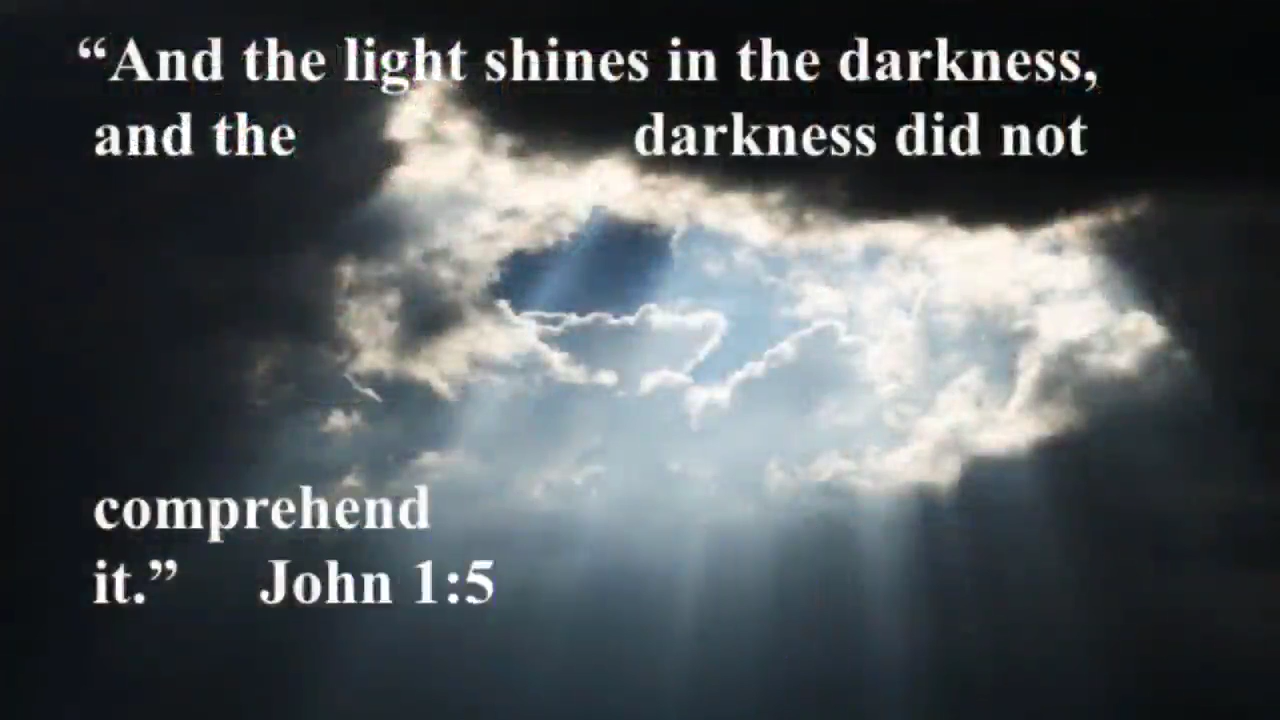 “And the light shines in the darkness,
and the darkness did not
comprehend
it.” John 1:5